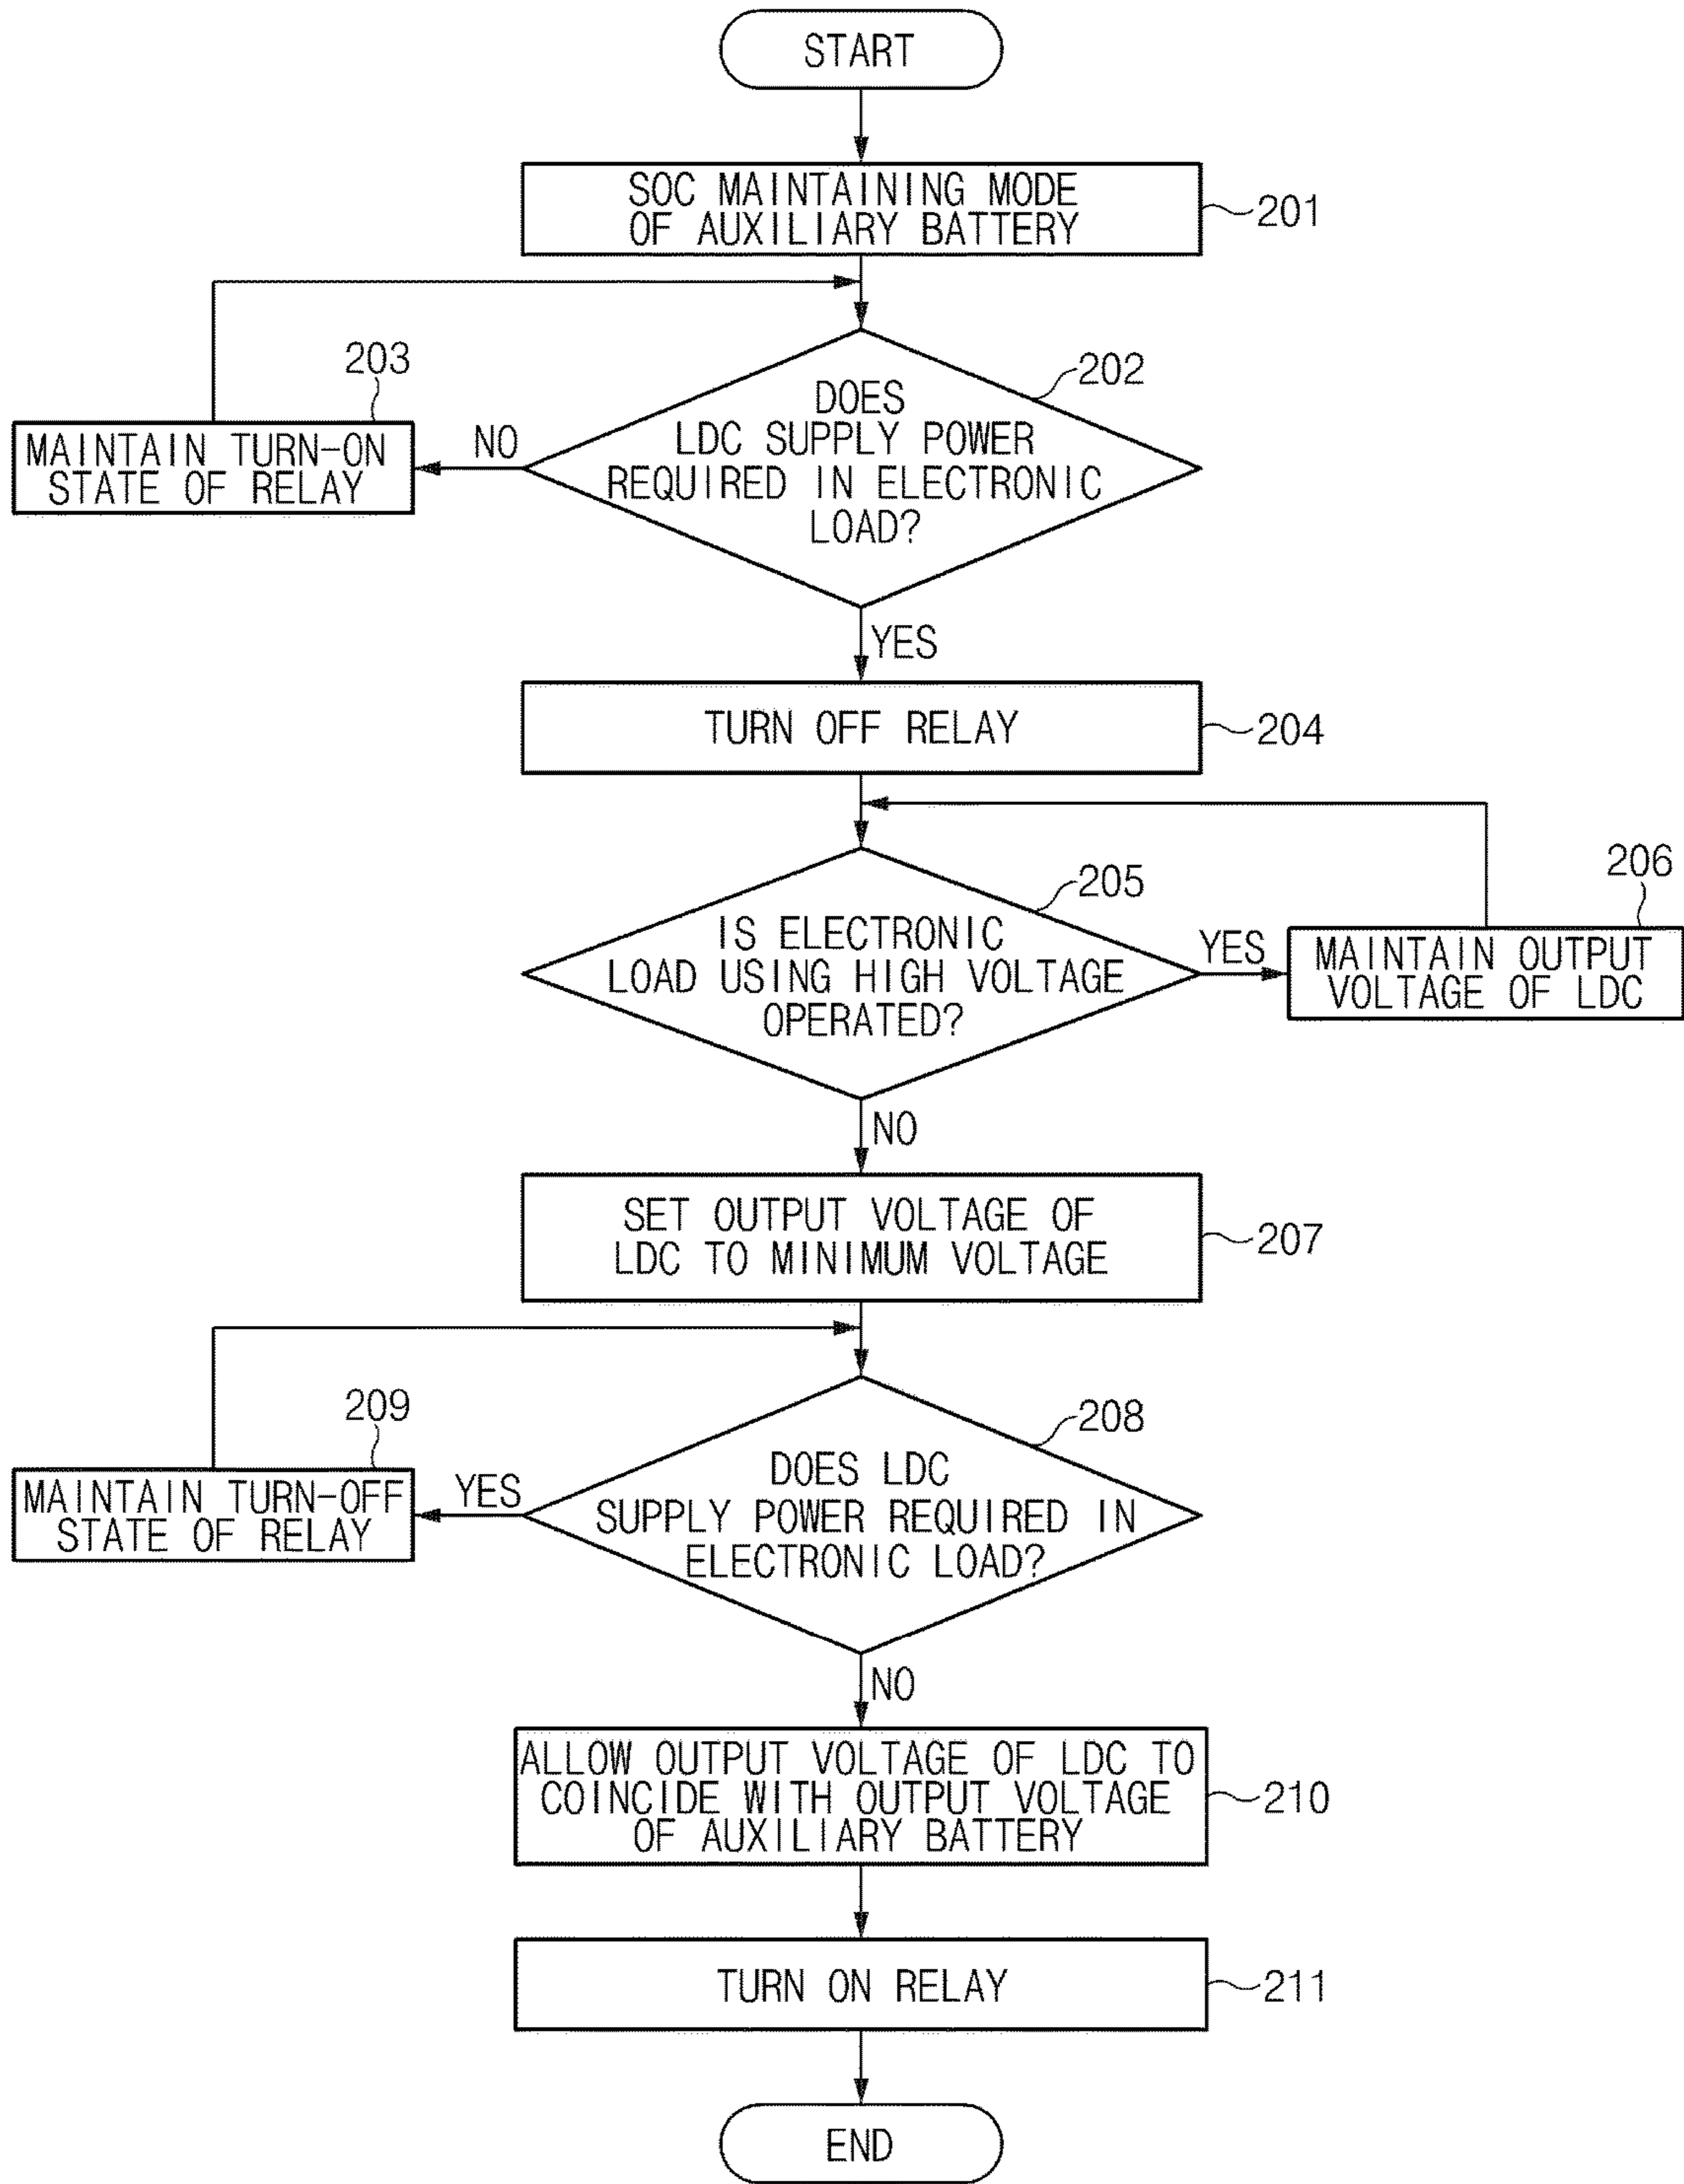 START
SOC MAINTAINING MODE
OF AUXILIARY BATTERY
201
203
202
MAINTAIN TURN-ON
STATE OF RELAY
NO
DOES
LDC SUPPLY POWER
REQUIRED IN ELECTRONIC
LOAD?
YES
TURN OFF RELAY
204
205
206
IS ELECTRONIC
LOAD USING HIGH VOLTAGE
OPERATED?
YES
MAINTAIN OUTPUT
VOLTAGE OF LDC
NO
SET OUTPUT VOLTAGE OF
LDC TO MINIMUM VOLTAGE
207
209
208
MAINTAIN TURN-OFF
STATE OF RELAY
YES
DOES LDC
SUPPLY POWER REQUIRED IN
ELECTRONIC LOAD?
NO
ALLOW OUTPUT VOLTAGE OF LDC TO
COINCIDE WITH OUTPUT VOLTAGE
OF AUXILIARY BATTERY
210
TURN ON RELAY
211
END